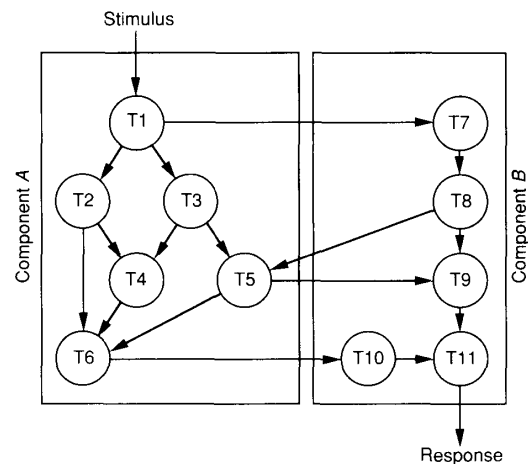 Stimulus
Component A
Component B
T1
T7
T2
T3
T8
T4
T5
T9
T6
T10
T11
Response